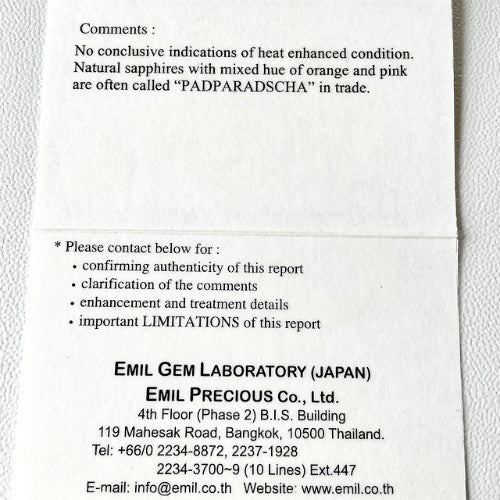 Comments :
No conclusive indications of heat enhanced condition.
Natural sapphires with mixed hue of orange and pink
are often called “PADPARADSCHA” in trade.
* Please contact below for :
• confirming authenticity of this report
• clarification of the comments
• enhancement and treatment details
• important LIMITATIONS of this report
EMIL GEM LABORATORY (JAPAN)
EMIL PRECIOUS Co., Ltd.
4th Floor (Phase 2) B.I.S. Building
119 Mahesak Road, Bangkok, 10500 Thailand.
Tel: +66/0 2234-8872, 2237-1928
2234-3700~9 (10 Lines) Ext.447
E-mail: info@emil.co.th Website: www.emil.co.th